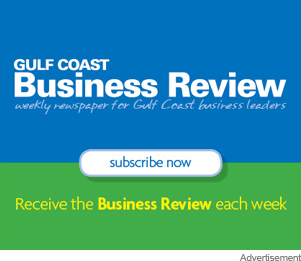 GULF COAST
Business Review
weekly newspaper for Gulf Coast business leaders
subscribe now
Receive the Business Review each week
Advertisement